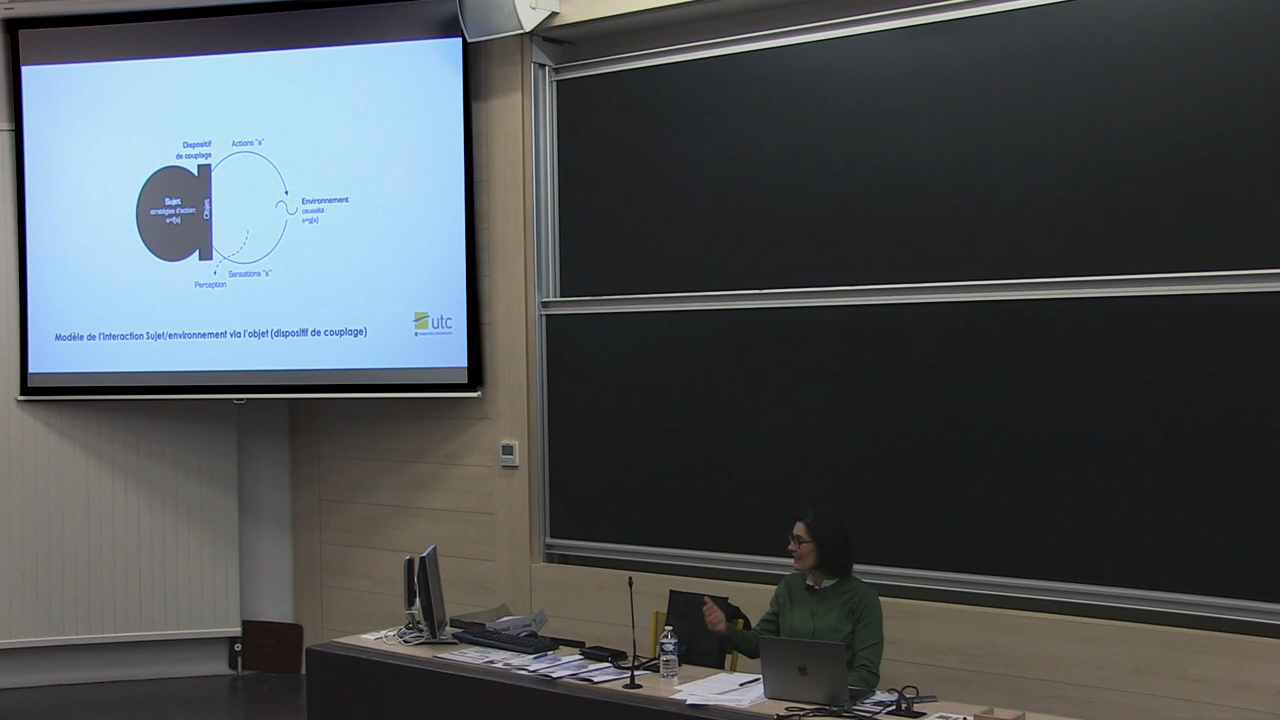 Dispositif
de couplage
Actions "a"
Sujet
stratégies d'action:
a=f(s)
Objet
Environnement
causalité :
s=g(a)
Sensations "s"
Perception
utc
Modèle de l'interaction Sujet/environnement via l'objet (dispositif de couplage)